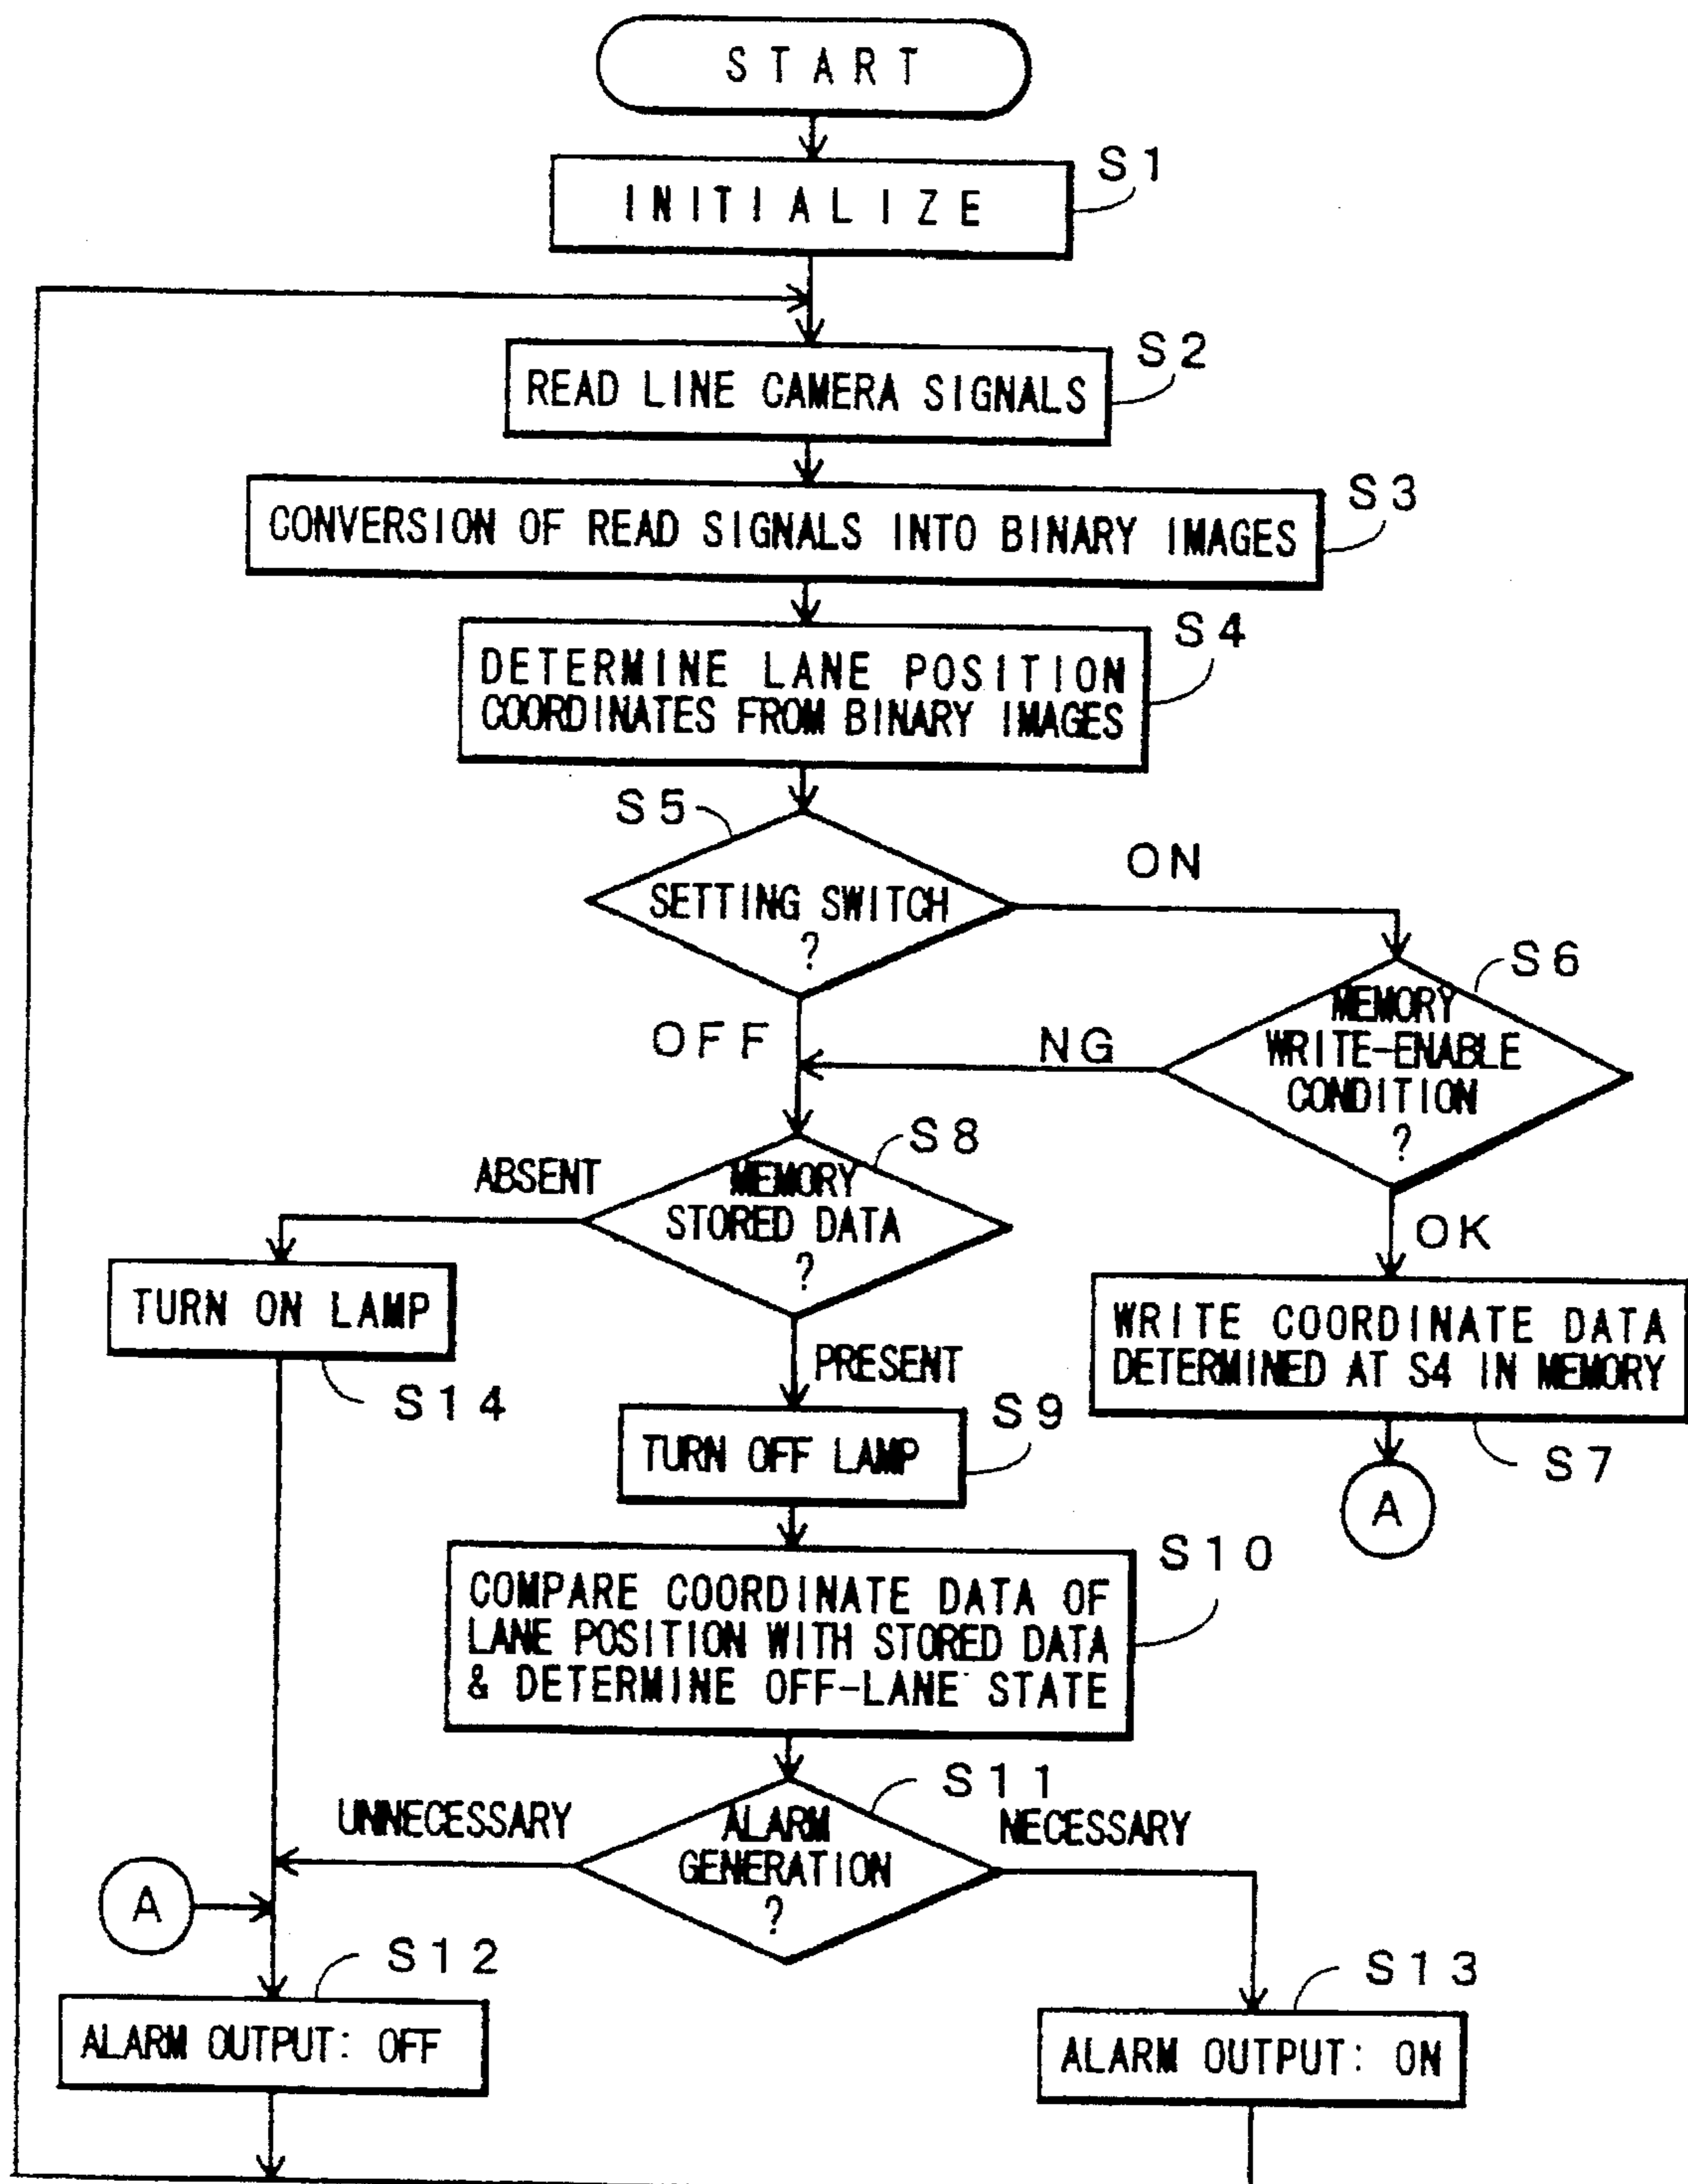 START
INITIALIZE
S1
READ LINE CAMERA SIGNALS
S2
CONVERSION OF READ SIGNALS INTO BINARY IMAGES
S3
DETERMINE LANE POSITION
COORDINATES FROM BINARY IMAGES
S4
S5
SETTING SWITCH
?
ON
OFF
S6
MEMORY
WRITE-ENABLE
CONDITION
?
NG
OK
S8
MEMORY
STORED DATA
?
ABSENT
PRESENT
TURN ON LAMP
S14
WRITE COORDINATE DATA
DETERMINED AT S4 IN MEMORY
S7
A
TURN OFF LAMP
S9
COMPARE COORDINATE DATA OF
LANE POSITION WITH STORED DATA
& DETERMINE OFF-LANE STATE
S10
S11
ALARM
GENERATION
?
UNNECESSARY
NECESSARY
A
S12
ALARM OUTPUT: OFF
S13
ALARM OUTPUT: ON